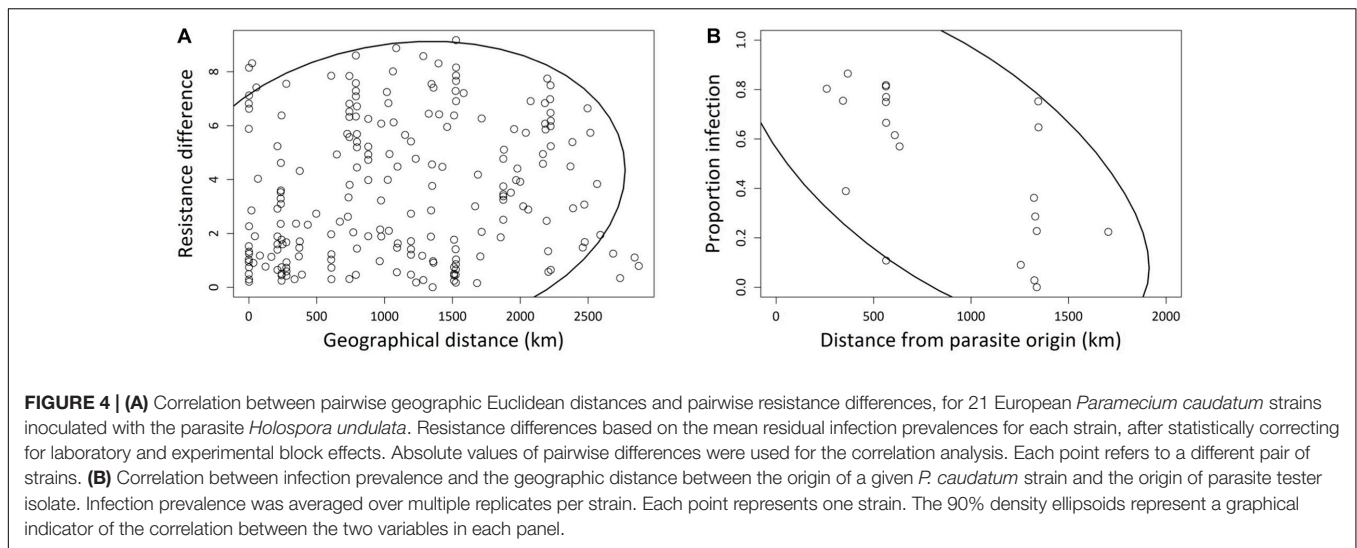 A
B
Resistance difference
0 2 4 6 8
0 500 1000 1500 2000 2500
Geographical distance (km)
Proportion infection
0.0 0.2 0.4 0.6 0.8 1.0
0 500 1000 1500 2000
Distance from parasite origin (km)
FIGURE 4 | (A) Correlation between pairwise geographic Euclidean distances and pairwise resistance differences, for 21 European Paramecium caudatum strains
inoculated with the parasite Holospora undulata. Resistance differences based on the mean residual infection prevalences for each strain, after statistically correcting
for laboratory and experimental block effects. Absolute values of pairwise differences were used for the correlation analysis. Each point refers to a different pair of
strains. (B) Correlation between infection prevalence and the geographic distance between the origin of a given P. caudatum strain and the origin of parasite tester
isolate. Infection prevalence was averaged over multiple replicates per strain. Each point represents one strain. The 90% density ellipsoids represent a graphical
indicator of the correlation between the two variables in each panel.